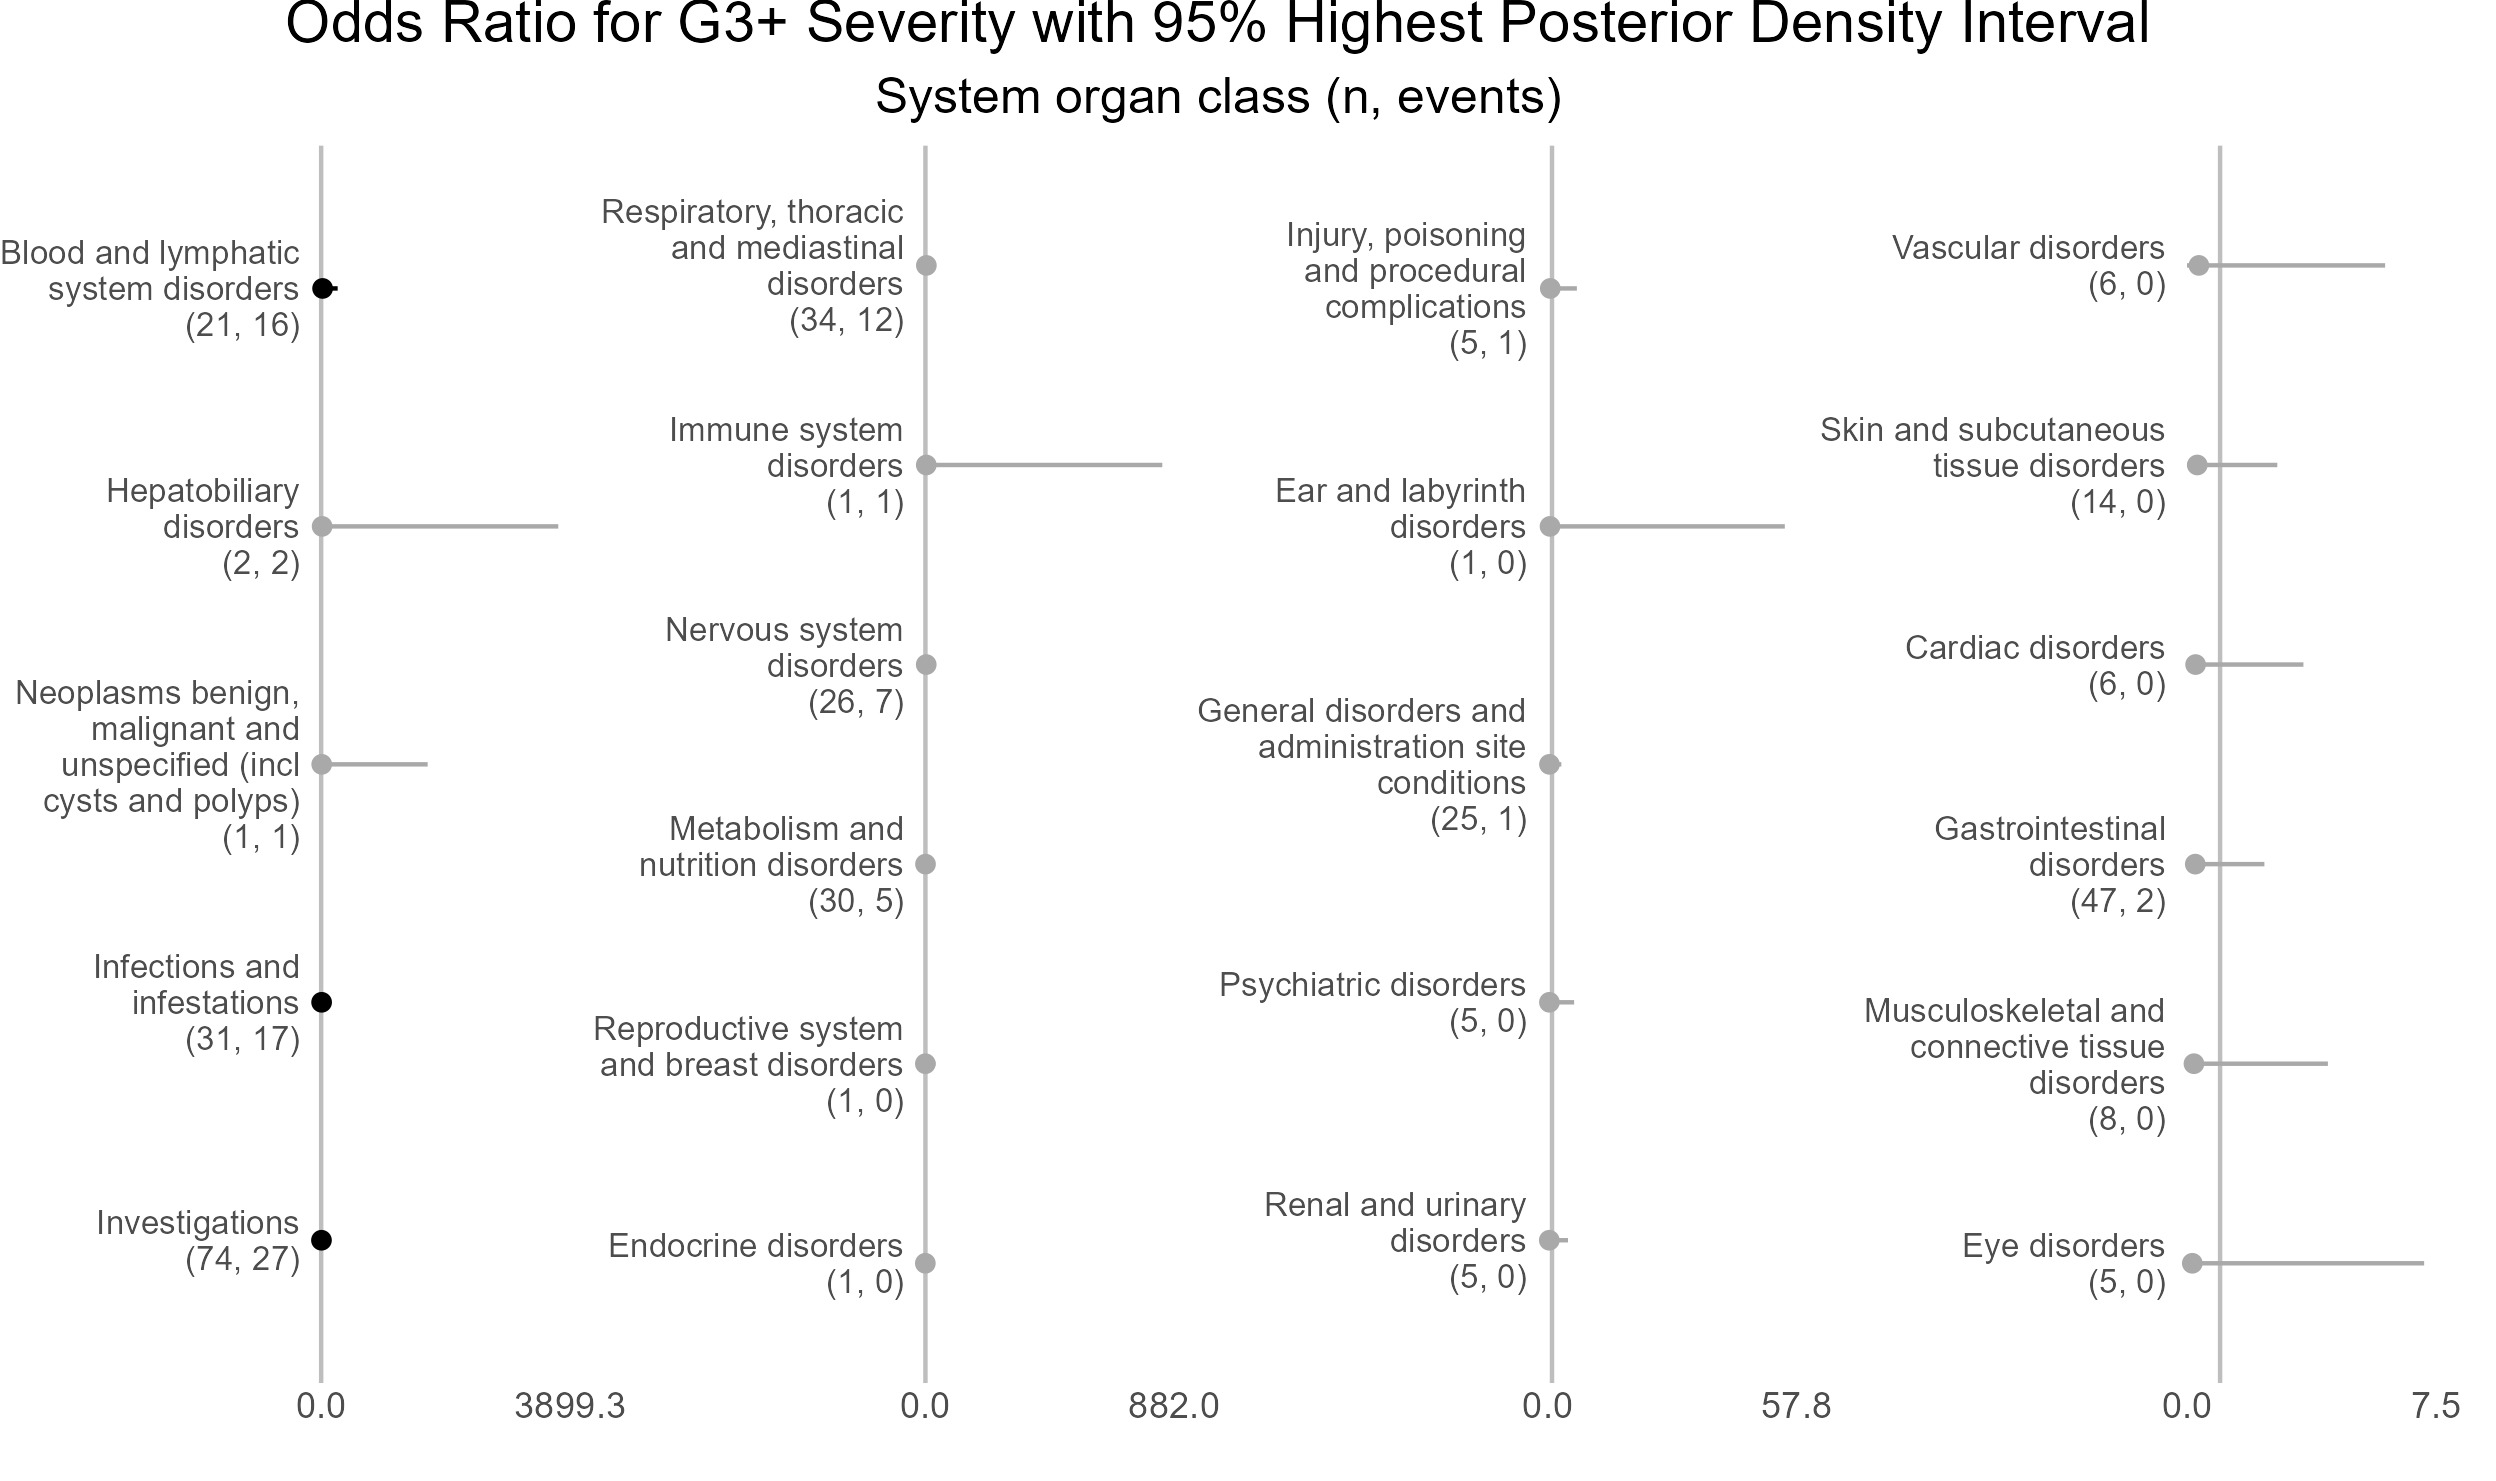 Odds Ratio for G3+ Severity with 95% Highest Posterior Density Interval
System organ class (n, events)
Blood and lymphatic
system disorders
(21, 16)
Hepatobiliary
disorders
(2, 2)
Neoplasms benign,
malignant and
unspecified (incl
cysts and polyps)
(1, 1)
Infections and
infestations
(31, 17)
Investigations
(74, 27)
0.0
3899.3
Respiratory, thoracic
and mediastinal
disorders
(34, 12)
Immune system
disorders
(1, 1)
Nervous system
disorders
(26, 7)
Metabolism and
nutrition disorders
(30, 5)
Reproductive system
and breast disorders
(1, 0)
Endocrine disorders
(1, 0)
0.0
882.0
Injury, poisoning
and procedural
complications
(5, 1)
Ear and labyrinth
disorders
(1, 0)
General disorders and
administration site
conditions
(25, 1)
Psychiatric disorders
(5, 0)
Renal and urinary
disorders
(5, 0)
0.0
57.8
Vascular disorders
(6, 0)
Skin and subcutaneous
tissue disorders
(14, 0)
Cardiac disorders
(6, 0)
Gastrointestinal
disorders
(47, 2)
Musculoskeletal and
connective tissue
disorders
(8, 0)
Eye disorders
(5, 0)
0.0
7.5